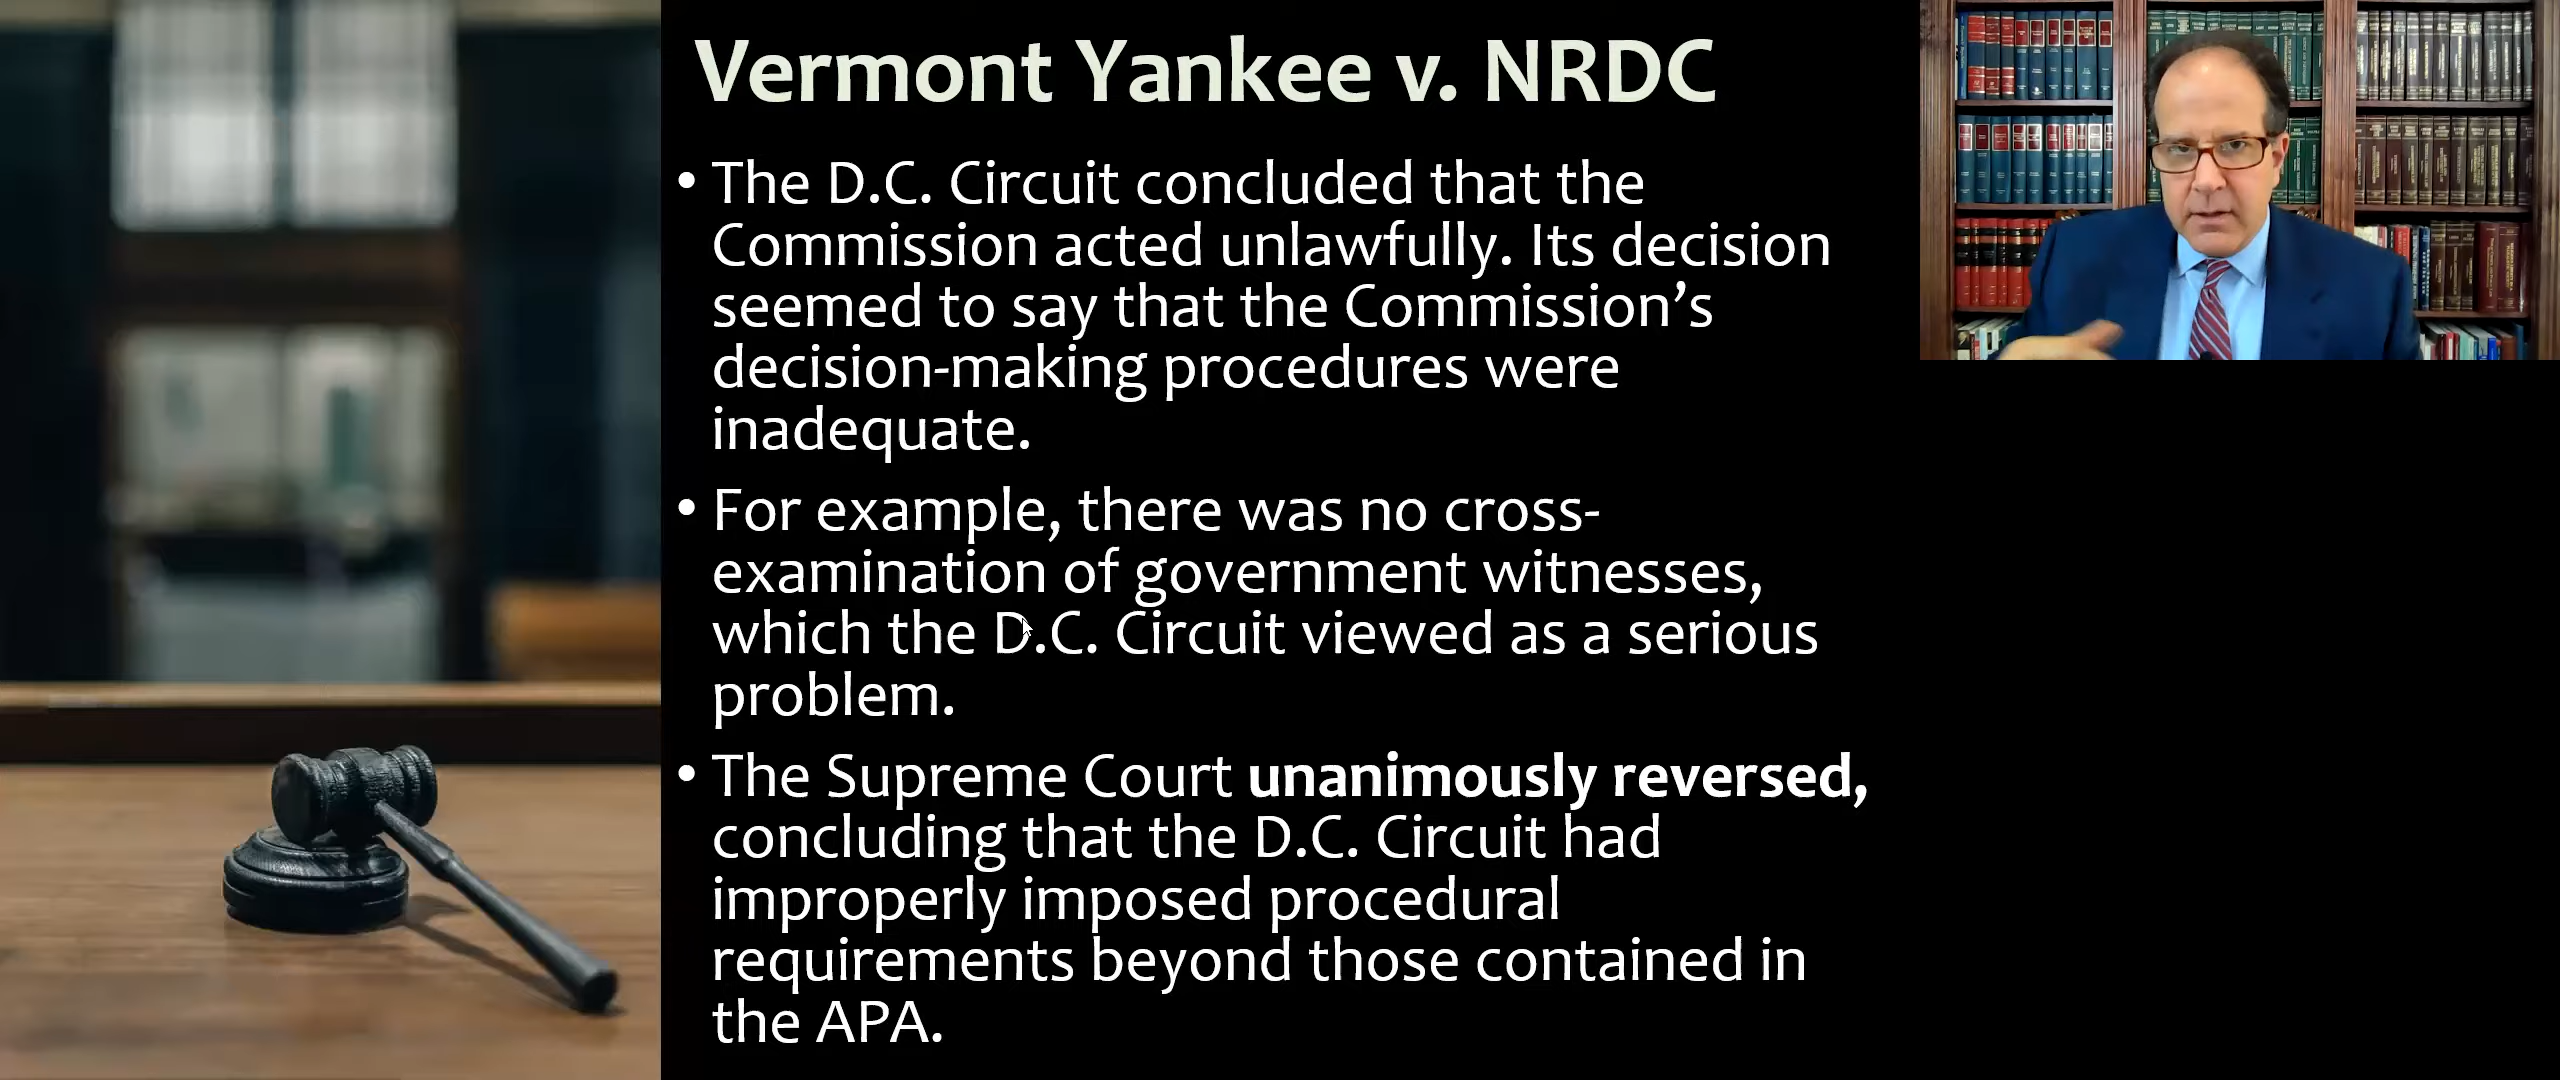 Vermont Yankee v. NRDC
• The D.C. Circuit concluded that the
Commission acted unlawfully. Its decision
seemed to say that the Commission’s
decision-making procedures were
inadequate.
• For example, there was no cross-
examination of government witnesses,
which the D.C. Circuit viewed as a serious
problem.
• The Supreme Court unanimously reversed,
concluding that the D.C. Circuit had
improperly imposed procedural
requirements beyond those contained in
the APA.